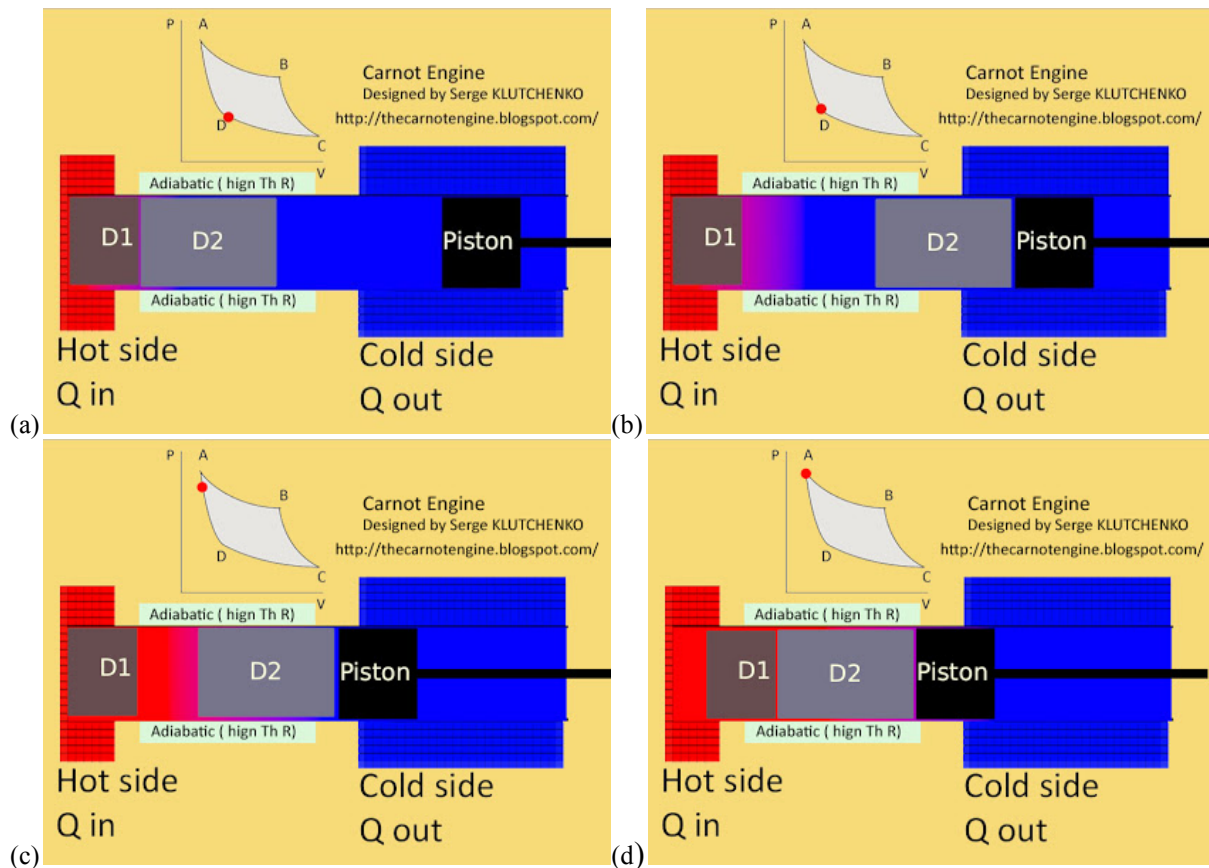 P
A
B
D
C
V
Carnot Engine
Designed by Serge KLUTCHENKO
http://thecarnotengine.blogspot.com/
Adiabatic ( hign Th R)
D1
D2
Piston
Adiabatic ( hign Th R)
Hot side
Q in
Cold side
Q out
(a)
P
A
B
D
C
V
Carnot Engine
Designed by Serge KLUTCHENKO
http://thecarnotengine.blogspot.com/
Adiabatic ( hign Th R)
D1
D2
Piston
Adiabatic ( hign Th R)
Hot side
Q in
Cold side
Q out
(b)
P
A
B
D
C
V
Carnot Engine
Designed by Serge KLUTCHENKO
http://thecarnotengine.blogspot.com/
Adiabatic ( hign Th R)
D1
D2
Piston
Adiabatic ( hign Th R)
Hot side
Q in
Cold side
Q out
(c)
P
A
B
D
C
V
Carnot Engine
Designed by Serge KLUTCHENKO
http://thecarnotengine.blogspot.com/
Adiabatic ( hign Th R)
D1
D2
Piston
Adiabatic ( hign Th R)
Hot side
Q in
Cold side
Q out
(d)